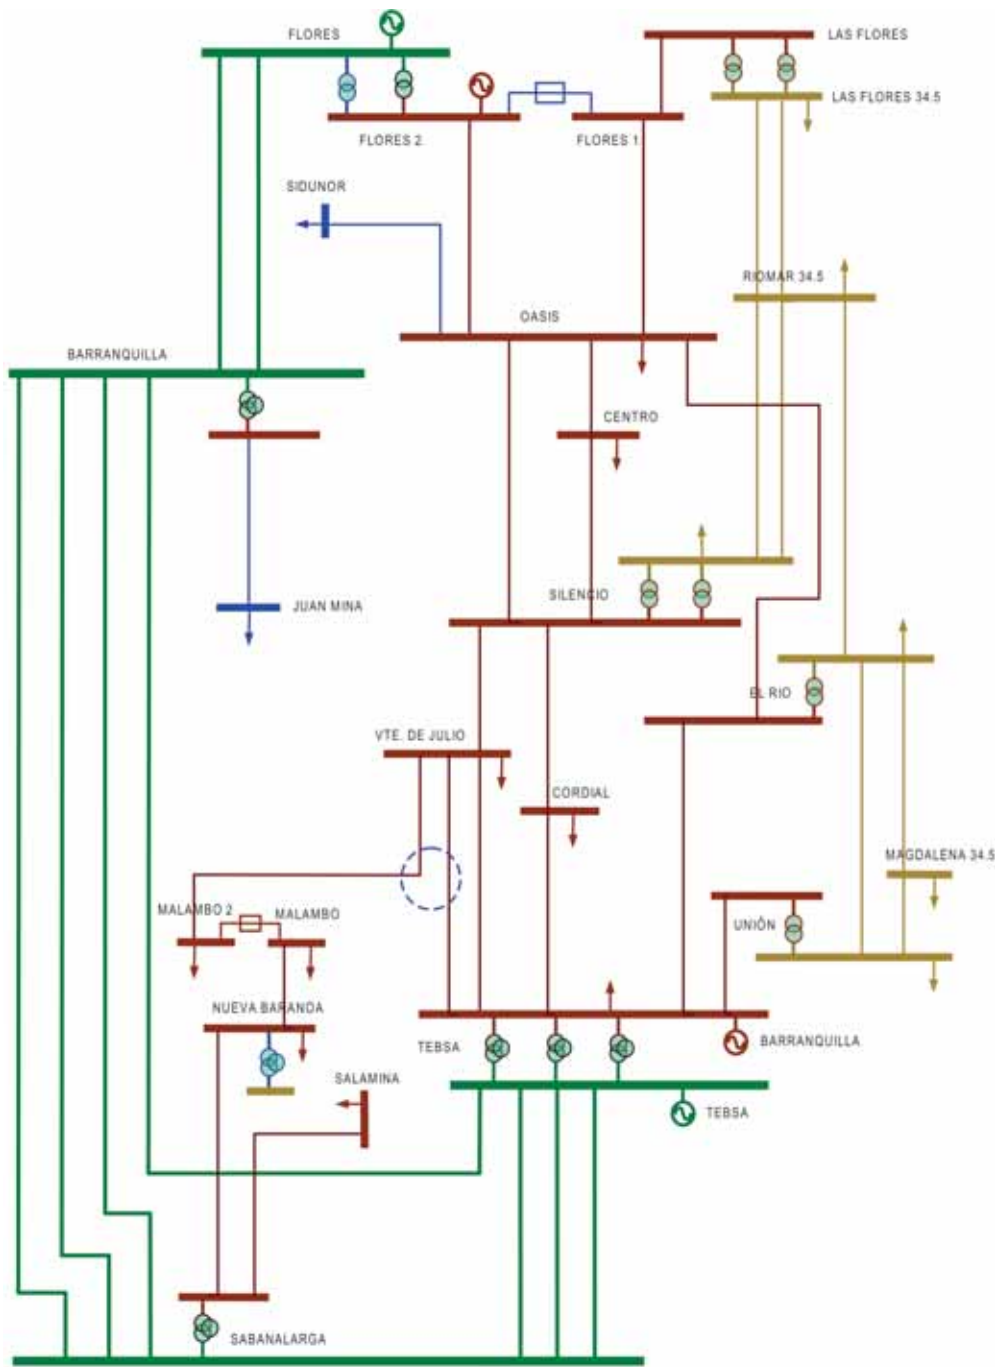 FLORES
LAS FLORES
LAS FLORES 34.5
FLORES 2
FLORES 1
SIDUNOR
RIOMAR 34.5
OASIS
BARRANQUILLA
CENTRO
SILENCIO
JUAN MINA
EL RIO
VTE. DE JULIO
CORDIAL
MAGDALENA 34.5
MALAMBO 2
MALAMBO
UNIÓN
NUEVA BARANDA
TEBSA
BARRANQUILLA
SALAMINA
TEBSA
SABANALARGA